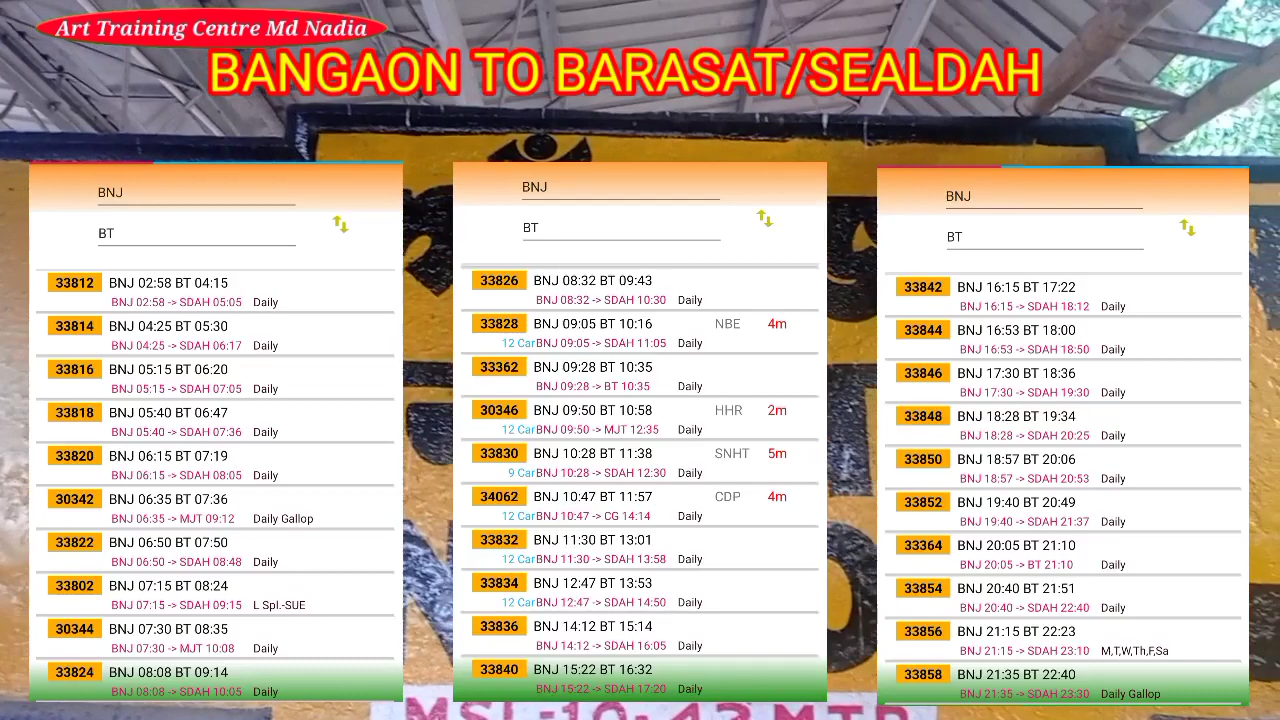 Art Training Centre Md Nadia
BANGAON TO BARASAT/SEALDAH
BNJ
BT
33812 BNJ 02:58 BT 04:15
BNJ 02:58 -> SDAH 05:05 Daily
33814 BNJ 04:25 BT 05:30
BNJ 04:25 -> SDAH 06:17 Daily
33816 BNJ 05:15 BT 06:20
BNJ 05:15 -> SDAH 07:05 Daily
33818 BNJ 05:40 BT 06:47
BNJ 05:40 -> SDAH 07:36 Daily
33820 BNJ 06:15 BT 07:19
BNJ 06:15 -> SDAH 08:05 Daily
30342 BNJ 06:35 BT 07:36
BNJ 06:35 -> MJT 09:12 Daily Gallop
33822 BNJ 06:50 BT 07:50
BNJ 06:50 -> SDAH 08:48 Daily
33802 BNJ 07:15 BT 08:24
BNJ 07:15 -> SDAH 09:15 L-Spl.-SUE
30344 BNJ 07:30 BT 08:35
BNJ 07:30 -> MJT 10:08 Daily
33824 BNJ 08:08 BT 09:14
BNJ 08:08 -> SDAH 10:05 Daily
BNJ
BT
33826 BNJ 08:32 BT 09:43
BNJ 08:32 -> SDAH 10:30 Daily
33828 BNJ 09:05 BT 10:16 NBE 4m
12 Car BNJ 09:05 -> SDAH 11:05 Daily
33362 BNJ 09:28 BT 10:35
BNJ 09:28 -> BT 10:35 Daily
30346 BNJ 09:50 BT 10:58 HHR 2m
12 Car BNJ 09:50 -> MJT 12:35 Daily
33830 BNJ 10:28 BT 11:38 SNHT 5m
9 Car BNJ 10:28 -> SDAH 12:30 Daily
34062 BNJ 10:47 BT 11:57 CDP 4m
12 Car BNJ 10:47 -> CG 14:14 Daily
33832 BNJ 11:30 BT 13:01
12 Car BNJ 11:30 -> SDAH 13:58 Daily
33834 BNJ 12:47 BT 13:53
12 Car BNJ 12:47 -> SDAH 14:50 Daily
33836 BNJ 14:12 BT 15:14
BNJ 14:12 -> SDAH 16:05 Daily
33840 BNJ 15:22 BT 16:32
BNJ 15:22 -> SDAH 17:20 Daily
BNJ
BT
33842 BNJ 16:15 BT 17:22
BNJ 16:15 -> SDAH 18:12 Daily
33844 BNJ 16:53 BT 18:00
BNJ 16:53 -> SDAH 18:50 Daily
33846 BNJ 17:30 BT 18:36
BNJ 17:30 -> SDAH 19:30 Daily
33848 BNJ 18:28 BT 19:34
BNJ 18:28 -> SDAH 20:25 Daily
33850 BNJ 18:57 BT 20:06
BNJ 18:57 -> SDAH 20:53 Daily
33852 BNJ 19:40 BT 20:49
BNJ 19:40 -> SDAH 21:37 Daily
33364 BNJ 20:05 BT 21:10
BNJ 20:05 -> BT 21:10 Daily
33854 BNJ 20:40 BT 21:51
BNJ 20:40 -> SDAH 22:40 Daily
33856 BNJ 21:15 BT 22:23
BNJ 21:15 -> SDAH 23:10 M,T,W,Th,F,Sa
33858 BNJ 21:35 BT 22:40
BNJ 21:35 -> SDAH 23:30 Daily Gallop